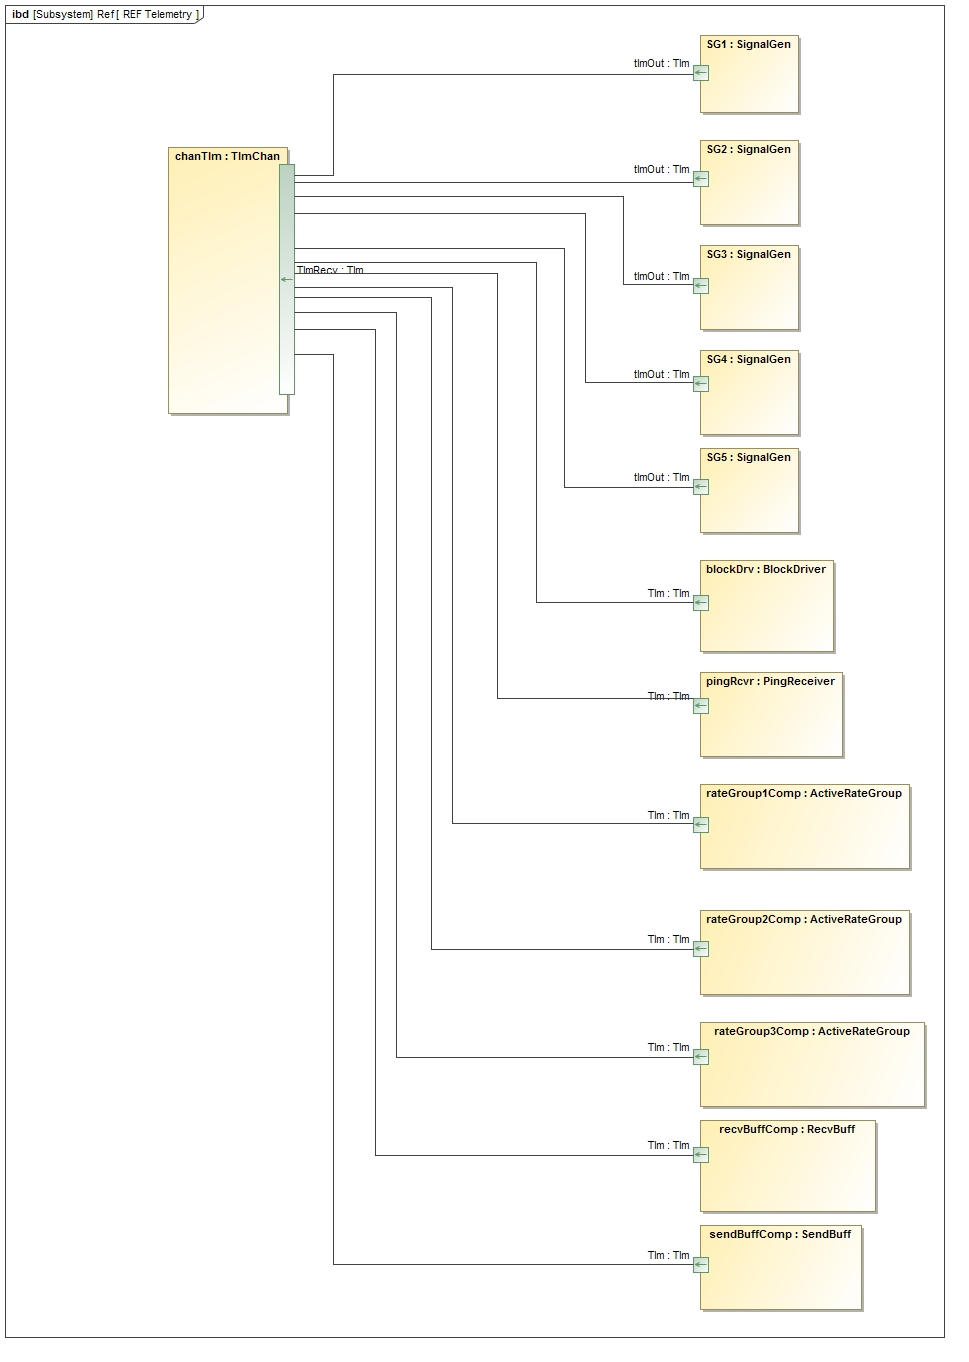 ibd [Subsystem] Ref [ REF Telemetry ]
SG1 : SignalGen
tlmOut : Tlm
SG2 : SignalGen
chanTlm : TlmChan
tlmOut : Tlm
SG3 : SignalGen
TlmRecv : Tlm
tlmOut : Tlm
SG4 : SignalGen
tlmOut : Tlm
SG5 : SignalGen
tlmOut : Tlm
blockDrv : BlockDriver
Tlm : Tlm
pingRcvr : PingReceiver
Tlm : Tlm
rateGroup1Comp : ActiveRateGroup
Tlm : Tlm
rateGroup2Comp : ActiveRateGroup
Tlm : Tlm
rateGroup3Comp : ActiveRateGroup
Tlm : Tlm
recvBuffComp : RecvBuff
Tlm : Tlm
sendBuffComp : SendBuff
Tlm : Tlm